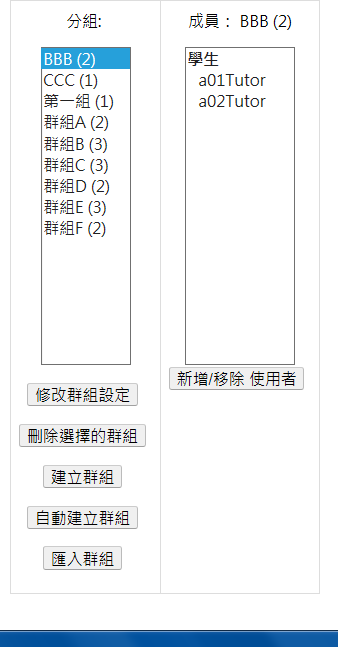 分組:
BBB (2)
CCC (1)
第一組 (1)
群組A (2)
群組B (3)
群組C (3)
群組D (2)
群組E (3)
群組F (2)
修改群組設定
刪除選擇的群組
建立群組
自動建立群組
匯入群組
成員： BBB (2)
學生
a01Tutor
a02Tutor
新增/移除 使用者